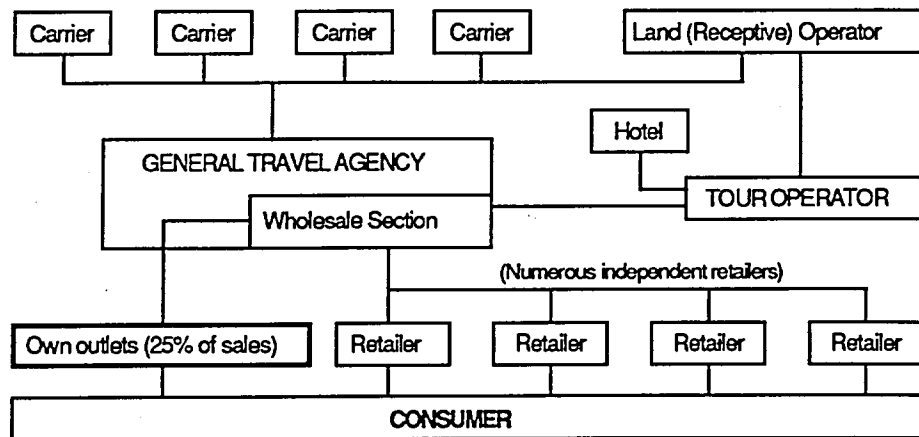 Carrier Carrier Carrier Carrier Land (Receptive) Operator
Hotel
GENERAL TRAVEL AGENCY
TOUR OPERATOR
Wholesale Section
(Numerous independent retailers)
Own outlets (25% of sales) Retailer Retailer Retailer Retailer
CONSUMER